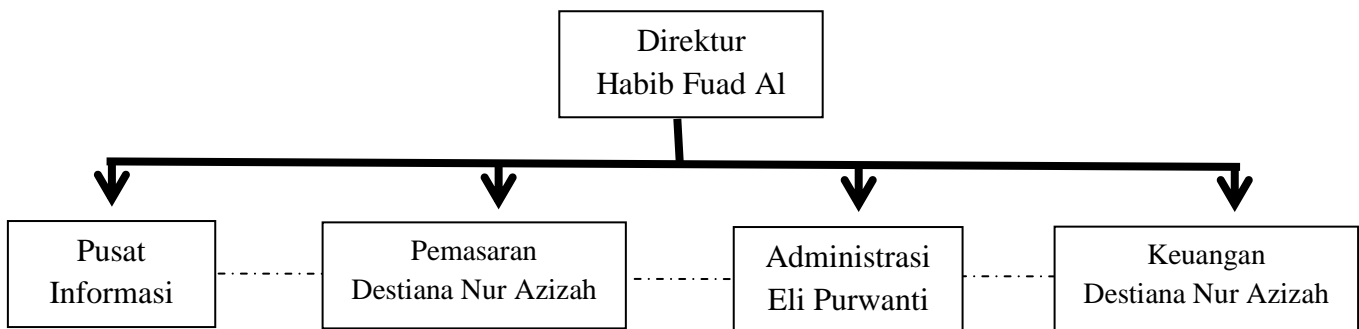 Direktur
Habib Fuad Al
Pusat
Informasi
Pemasaran
Destiana Nur Azizah
Administrasi
Eli Purwanti
Keuangan
Destiana Nur Azizah